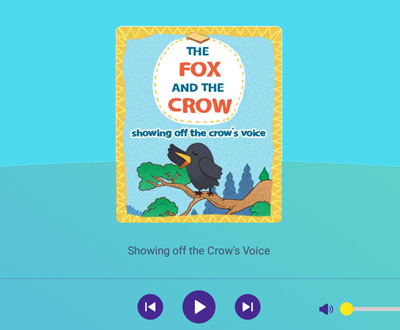 THE
FOX
AND THE
CROW
showing off the crow's voice
Showing off the Crow's Voice